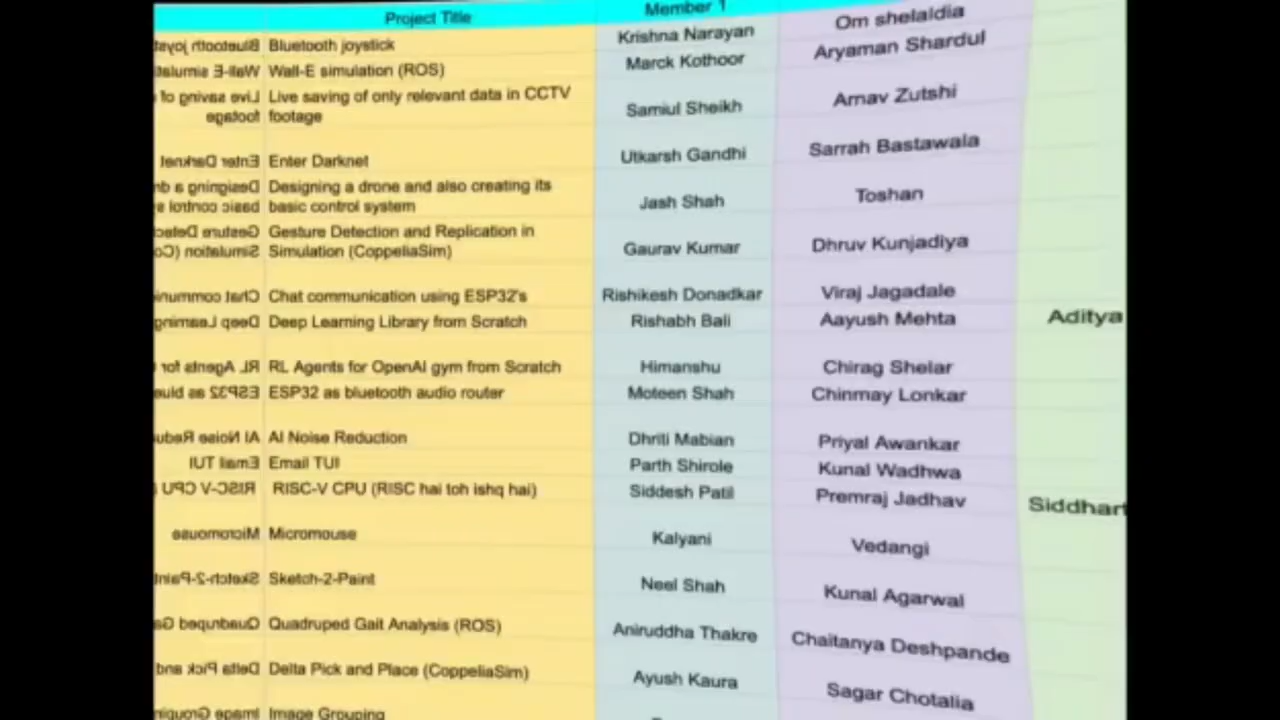 Project Title Member 1
Om shelaldia
Bluetooth joystick Krishna Narayan Aryaman Shardul
Wall-E simulation (ROS) Marck Kothoor
Live saving of only relevant data in CCTV
footage Samiul Sheikh Arnav Zutshi
Enter Darknet Utkarsh Gandhi Sarrah Bastawala
Designing a drone and also creating its
basic control system Jash Shah Toshan
Gesture Detection and Replication in
Simulation (CoppeliaSim) Gaurav Kumar Dhruv Kunjadiya
Chat communication using ESP32's Rishikesh Donadkar Viraj Jagadale
Deep Learning Library from Scratch Rishabh Bali Aayush Mehta Aditya
RL Agents for OpenAI gym from Scratch Himanshu Chirag Shelar
ESP32 as bluetooth audio router Moteen Shah Chinmay Lonkar
AI Noise Reduction Dhriti Mabian Priyal Awankar
Email TUI Parth Shirole Kunal Wadhwa
RISC-V CPU (RISC hai toh ishq hai) Siddesh Patil Premraj Jadhav Siddhart
Micromouse Kalyani Vedangi
Sketch-2-Paint Neel Shah Kunal Agarwal
Quadruped Gait Analysis (ROS) Aniruddha Thakre Chaitanya Deshpande
Delta Pick and Place (CoppeliaSim) Ayush Kaura Sagar Chotalia
Image Grouping